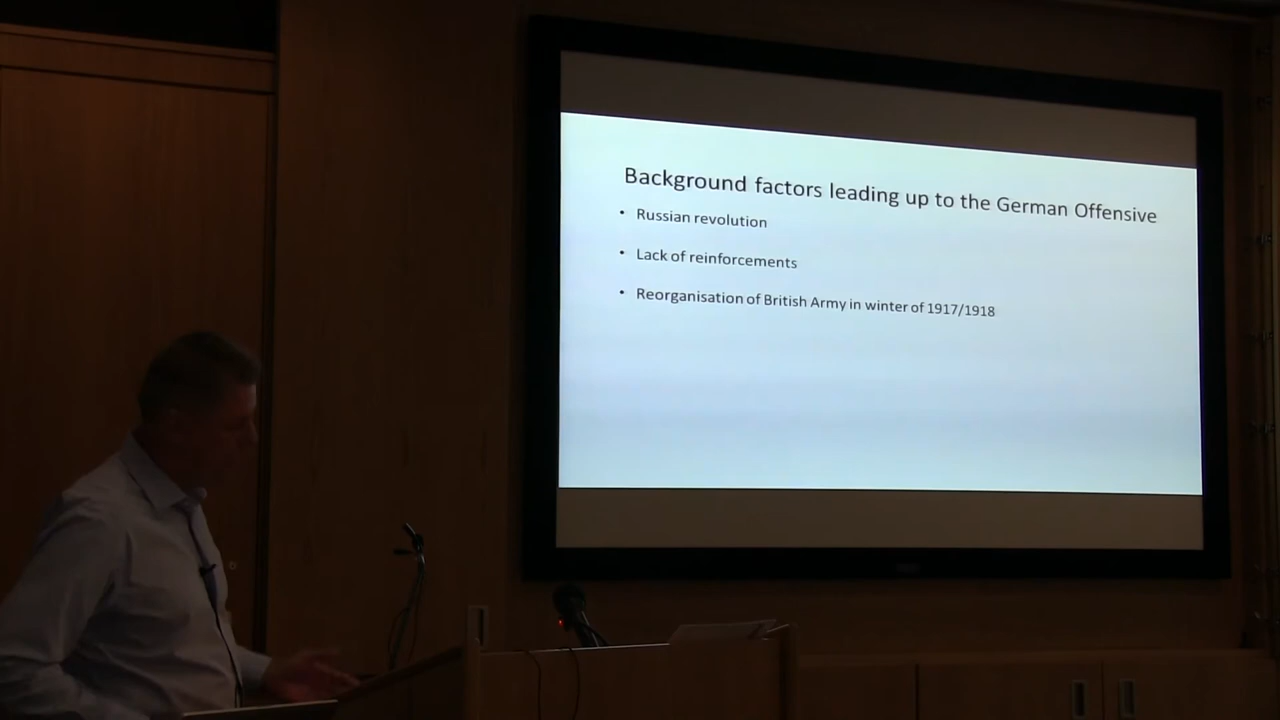 Background factors leading up to the German Offensive
• Russian revolution
• Lack of reinforcements
• Reorganisation of British Army in winter of 1917/1918